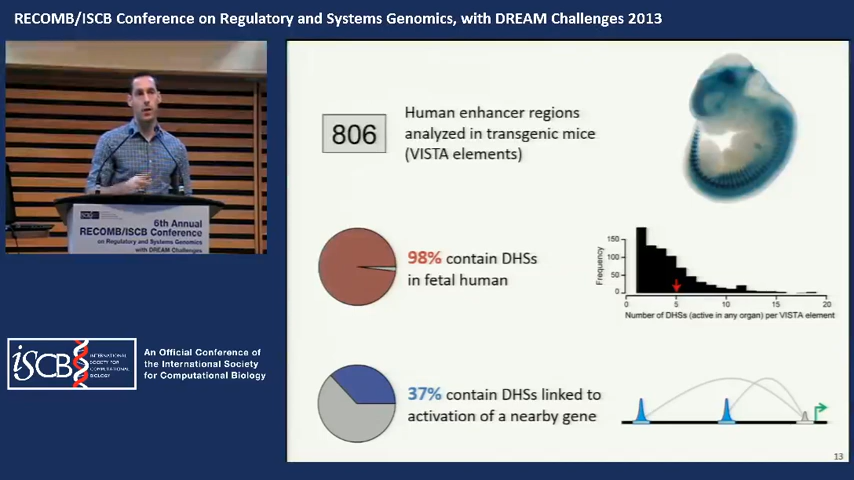 RECOMB/ISCB Conference on Regulatory and Systems Genomics, with DREAM Challenges 2013
806
Human enhancer regions
analyzed in transgenic mice
(VISTA elements)
98% contain DHSs
in fetal human
Frequency
150
100
50
0
0
5
10
15
20
Number of DHSs (active in any organ) per VISTA element
37% contain DHSs linked to
activation of a nearby gene
13
6th Annual
RECOMB/ISCB Conference
on Regulatory and Systems Genomics
with DREAM Challenges
iSCB
INTERNATIONAL
SOCIETY FOR
COMPUTATIONAL
BIOLOGY
An Official Conference of
the International Society
for Computational Biology